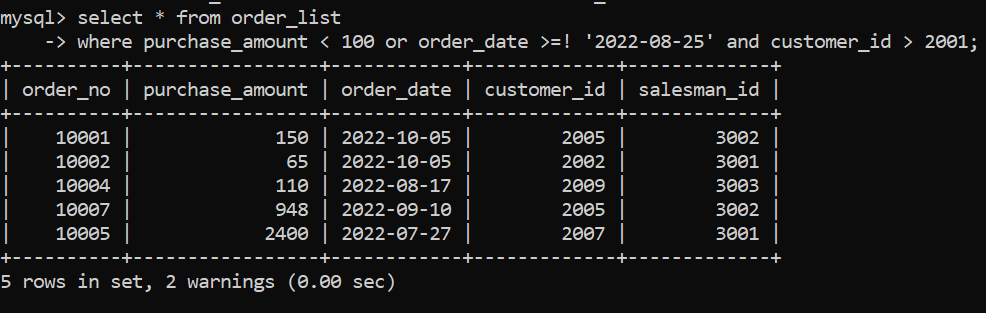 mysql> select * from order_list
    -> where purchase_amount < 100 or order_date >=! '2022-08-25' and customer_id > 2001;
+----------+-----------------+------------+-------------+-------------+
| order_no | purchase_amount | order_date | customer_id | salesman_id |
+----------+-----------------+------------+-------------+-------------+
|    10001 |             150 | 2022-10-05 |        2005 |        3002 |
|    10002 |              65 | 2022-10-05 |        2002 |        3001 |
|    10004 |             110 | 2022-08-17 |        2009 |        3003 |
|    10007 |             948 | 2022-09-10 |        2005 |        3002 |
|    10005 |            2400 | 2022-07-27 |        2007 |        3001 |
+----------+-----------------+------------+-------------+-------------+
5 rows in set, 2 warnings (0.00 sec)